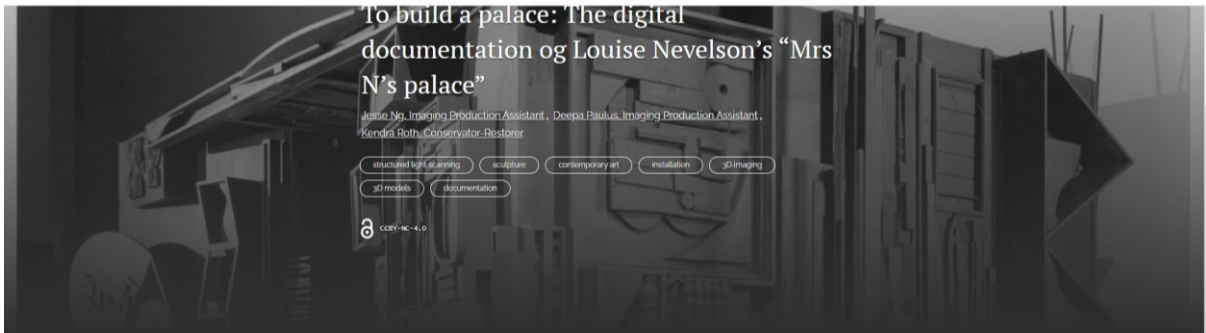 To build a palace: The digital
documentation og Louise Nevelson’s “Mrs
N’s palace”
Jesse Ng, Imaging Production Assistant , Deepa Paulus, Imaging Production Assistant ,
Kendra Roth, Conservator-Restorer
structured light scanning sculpture contemporary art installation 3D imaging
3D models documentation
CCBY-NC-4.0